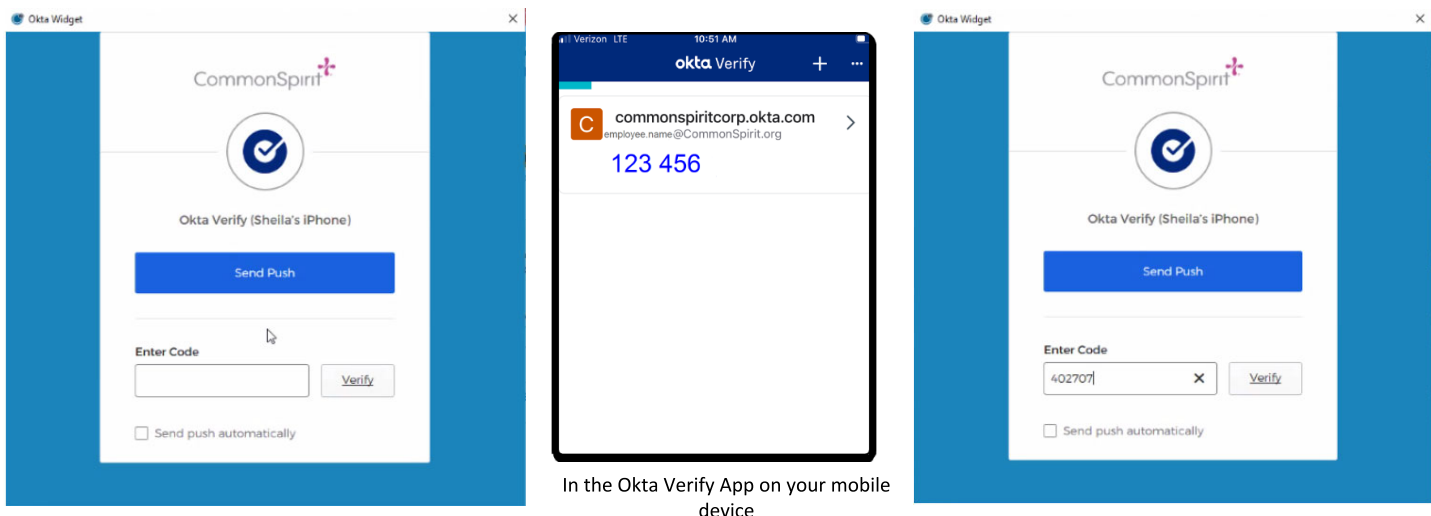 Okta Widget
CommonSpirit
Okta Verify (Sheila's iPhone)
Send Push
Enter Code
Verify
Send push automatically
Verizon LTE 10:51 AM
okta Verify
C
commonspiritcorp.okta.com
employee.name@CommonSpirit.org
123 456
In the Okta Verify App on your mobile
device
Okta Widget
CommonSpirit
Okta Verify (Sheila's iPhone)
Send Push
Enter Code
402707
Verify
Send push automatically